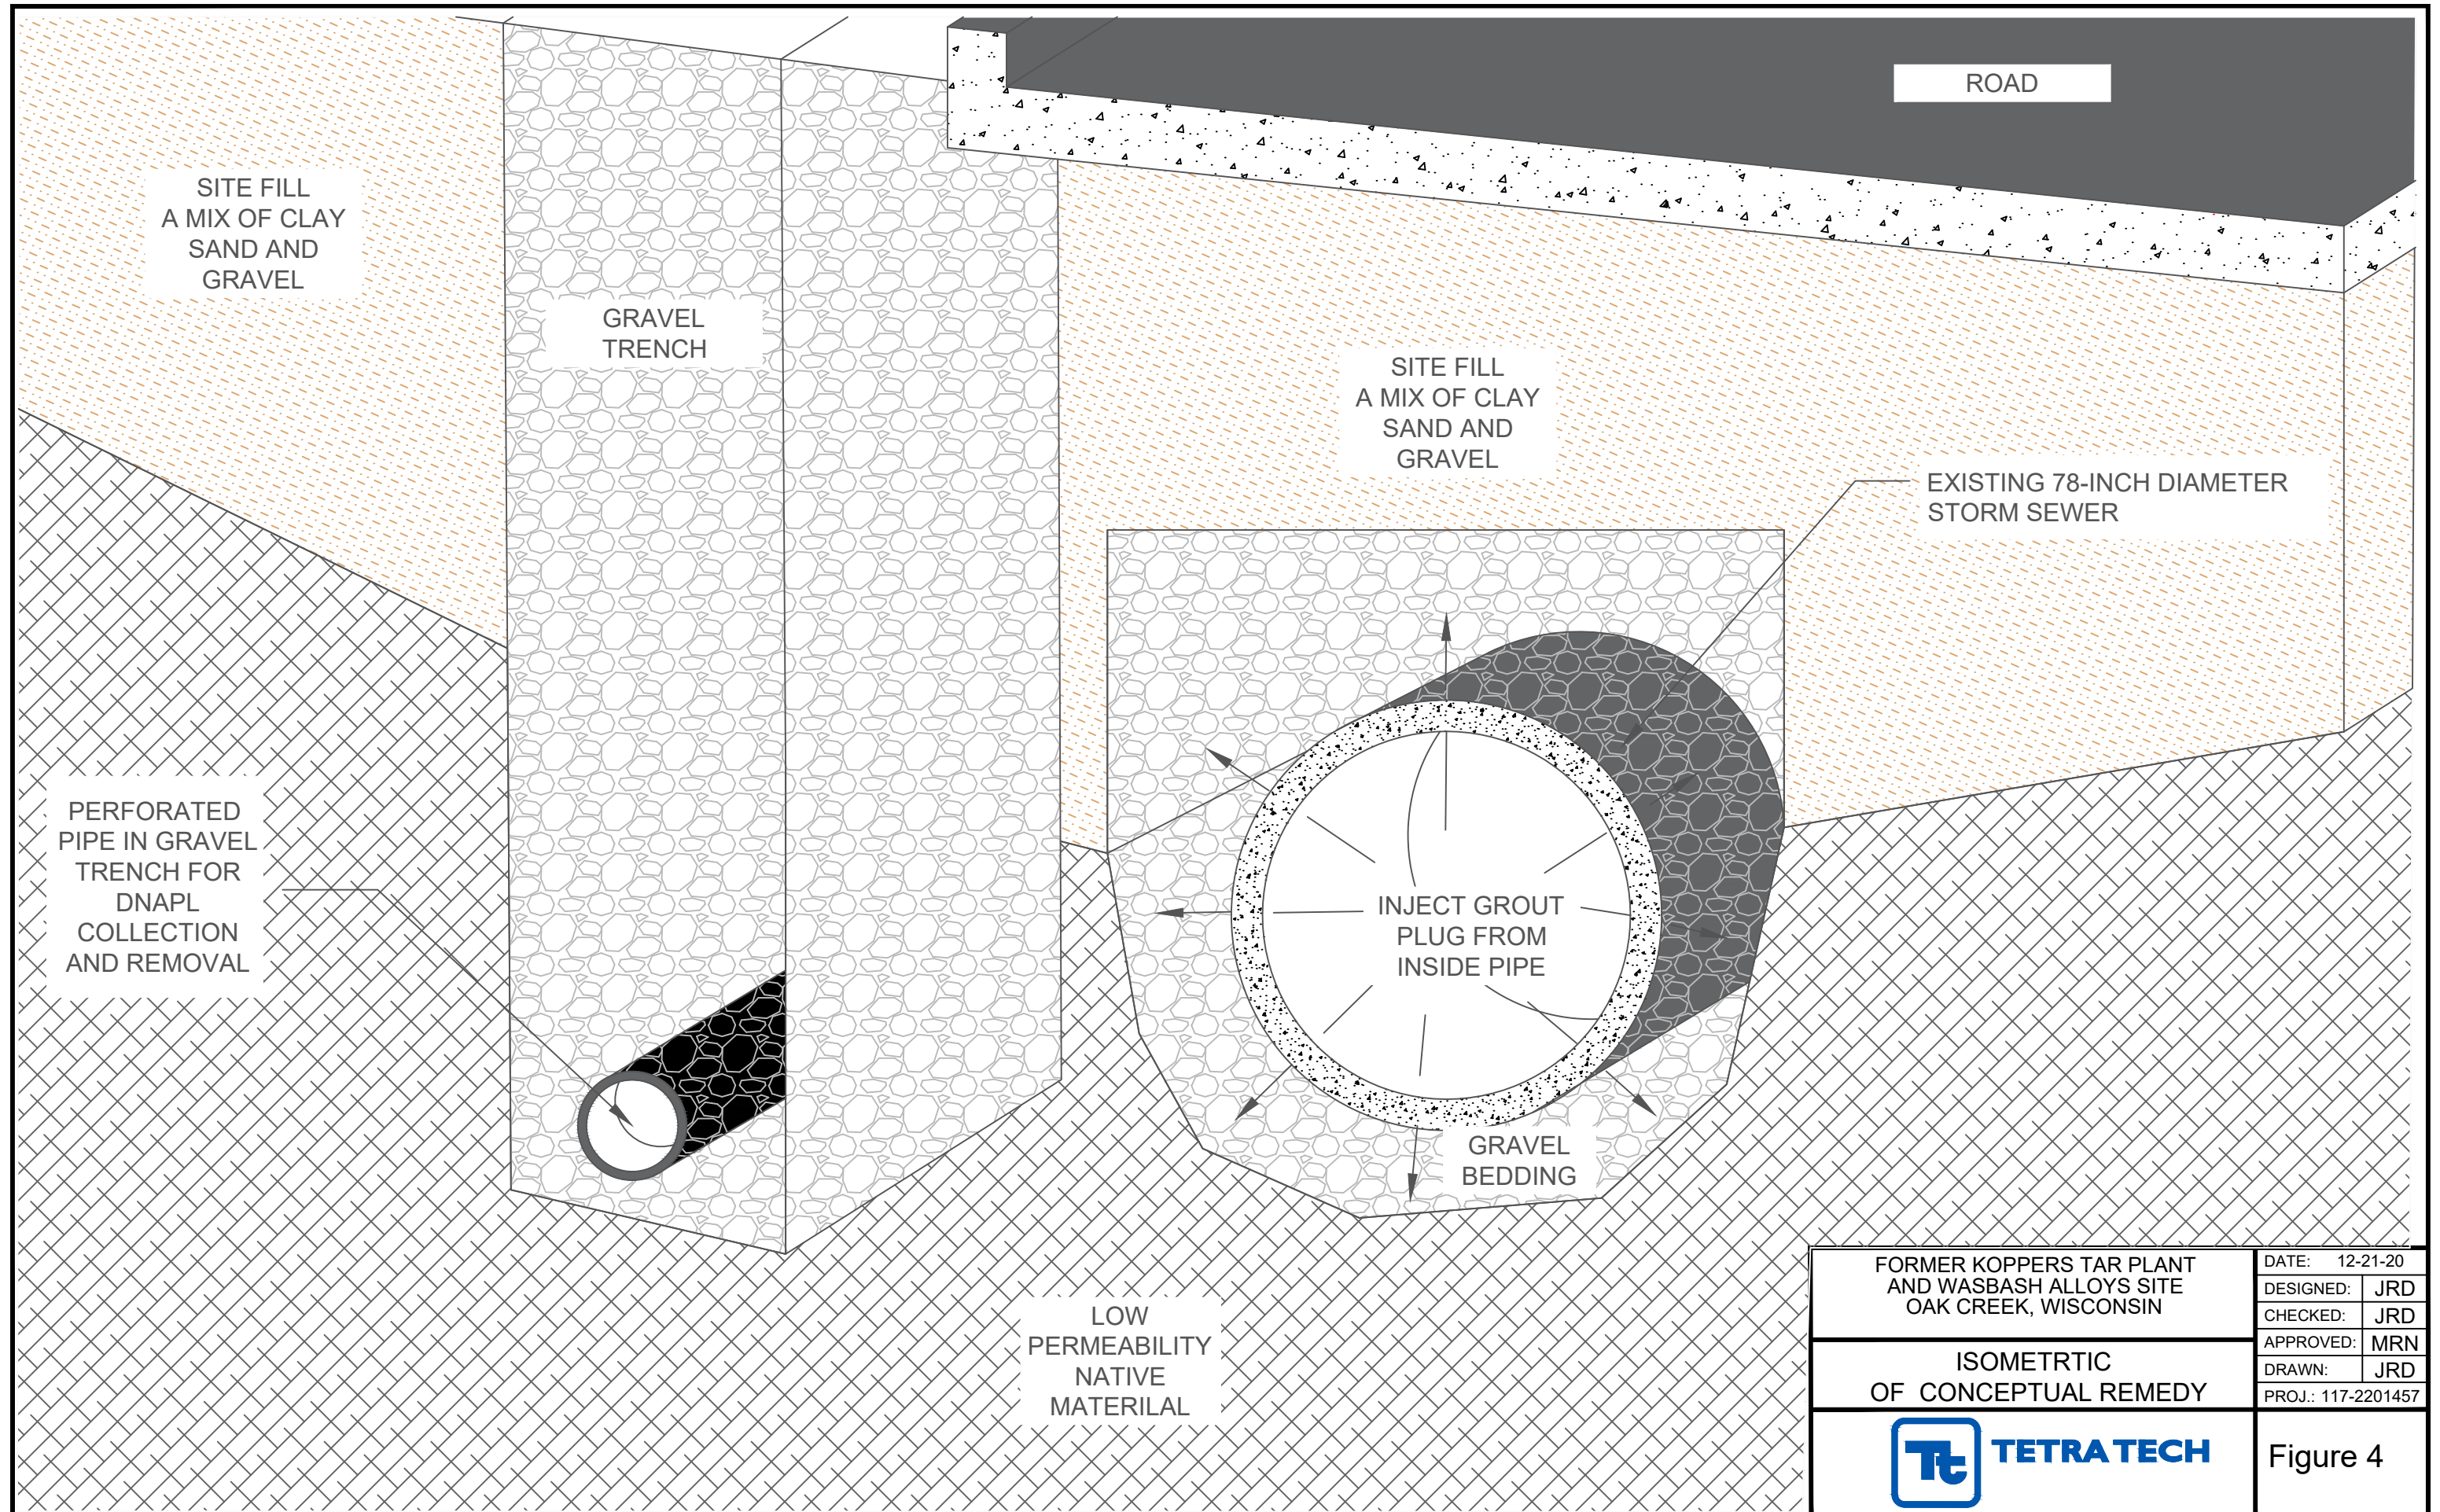 ROAD
SITE FILL
A MIX OF CLAY
SAND AND
GRAVEL
GRAVEL
TRENCH
SITE FILL
A MIX OF CLAY
SAND AND
GRAVEL
EXISTING 78-INCH DIAMETER
STORM SEWER
PERFORATED
PIPE IN GRAVEL
TRENCH FOR
DNAPL
COLLECTION
AND REMOVAL
INJECT GROUT
PLUG FROM
INSIDE PIPE
GRAVEL
BEDDING
LOW
PERMEABILITY
NATIVE
MATERILAL
FORMER KOPPERS TAR PLANT
AND WASBASH ALLOYS SITE
OAK CREEK, WISCONSIN
ISOMETRTIC
OF CONCEPTUAL REMEDY
DATE: 12-21-20
DESIGNED: JRD
CHECKED: JRD
APPROVED: MRN
DRAWN: JRD
PROJ.: 117-2201457
Tt TETRA TECH
Figure 4